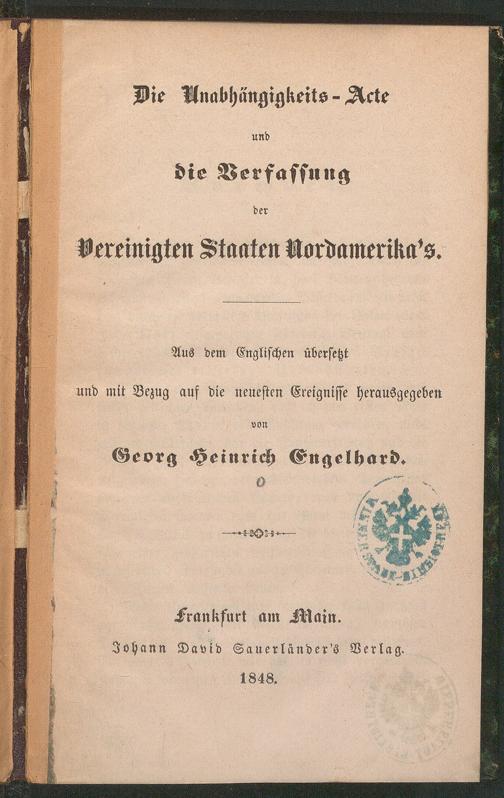 Die Unabhängigkeits-Acte
und
die Verfassung
der
Vereinigten Staaten Nordamerika's.
Aus dem Englischen übersetzt
und mit Bezug auf die neuesten Ereignisse herausgegeben
von
Georg Heinrich Engelhard.
Frankfurt am Main.
Johann David Sauerländer's Verlag.
1848.